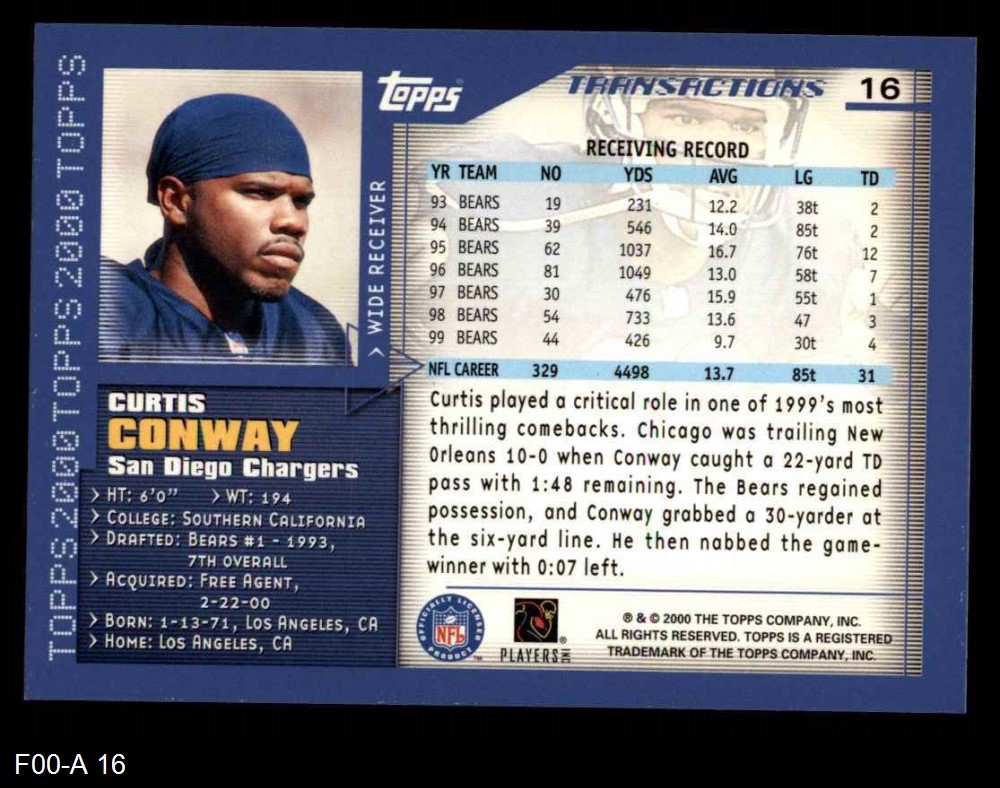 TOPPS 2000 TOPPS 2000 TOPPS 2000 TOPPS
Topps
TRANSACTIONS 16
> WIDE RECEIVER
RECEIVING RECORD
YR TEAM NO YDS AVG LG TD
93 BEARS 19 231 12.2 38t 2
94 BEARS 39 546 14.0 85t 2
95 BEARS 62 1037 16.7 76t 12
96 BEARS 81 1049 13.0 58t 7
97 BEARS 30 476 15.9 55t 1
98 BEARS 54 733 13.6 47 3
99 BEARS 44 426 9.7 30t 4
NFL CAREER 329 4498 13.7 85t 31
CURTIS
CONWAY
San Diego Chargers
> HT: 6'0" > WT: 194
> COLLEGE: SOUTHERN CALIFORNIA
> DRAFTED: BEARS #1 - 1993,
7TH OVERALL
> ACQUIRED: FREE AGENT,
2-22-00
> BORN: 1-13-71, LOS ANGELES, CA
> HOME: LOS ANGELES, CA
Curtis played a critical role in one of 1999's most
thrilling comebacks. Chicago was trailing New
Orleans 10-0 when Conway caught a 22-yard TD
pass with 1:48 remaining. The Bears regained
possession, and Conway grabbed a 30-yarder at
the six-yard line. He then nabbed the game-
winner with 0:07 left.
OFFICIALLY LICENSED
NFL
PRODUCT ™
PLAYERS INC ®
® & © 2000 THE TOPPS COMPANY, INC.
ALL RIGHTS RESERVED. TOPPS IS A REGISTERED
TRADEMARK OF THE TOPPS COMPANY, INC.
F00-A 16